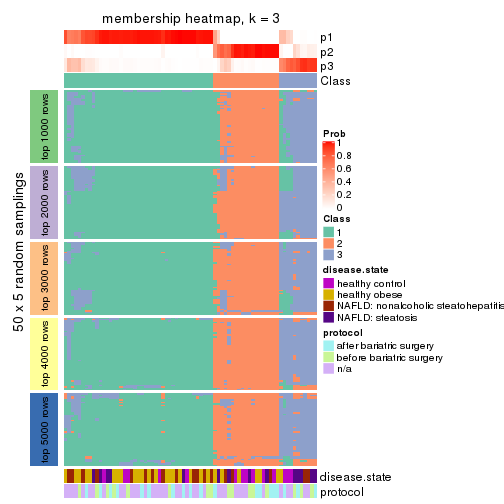 membership heatmap, k = 3
p1
p2
p3
Class
50 x 5 random samplings
top 1000 rows
top 2000 rows
top 3000 rows
top 4000 rows
top 5000 rows
Prob
1
0.8
0.6
0.4
0.2
0
Class
1
2
3
disease.state
healthy control
healthy obese
NAFLD: nonalcoholic steatohepatitis
NAFLD: steatosis
protocol
after bariatric surgery
before bariatric surgery
n/a
disease.state
protocol